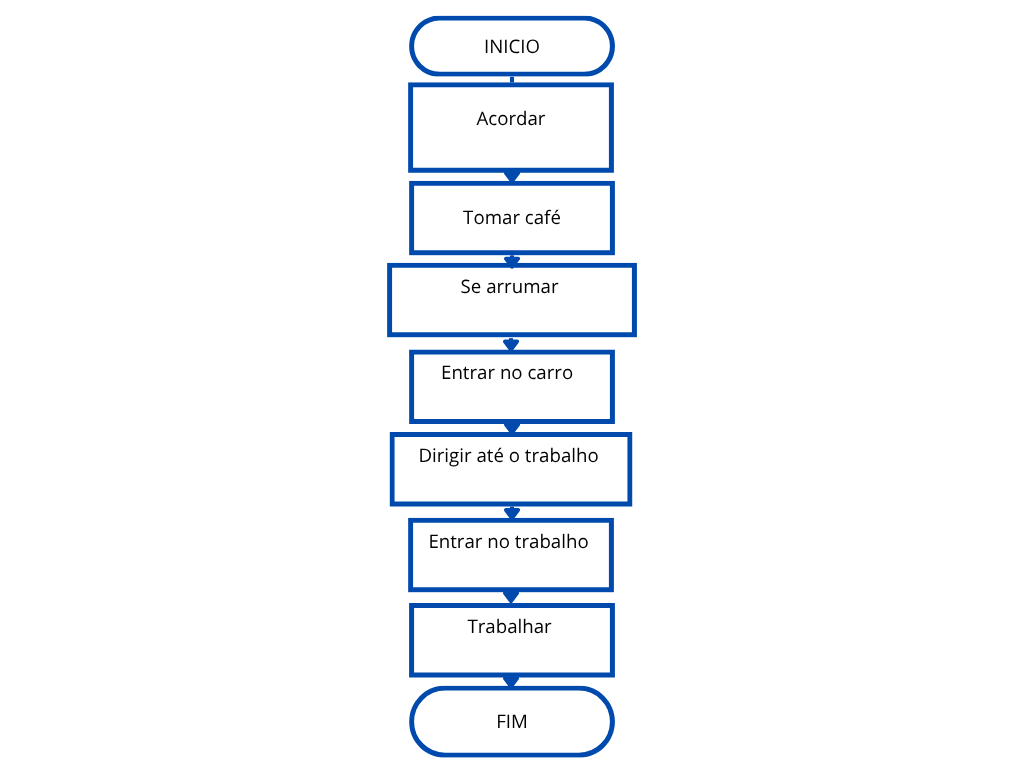 INICIO
Acordar
Tomar café
Se arrumar
Entrar no carro
Dirigir até o trabalho
Entrar no trabalho
Trabalhar
FIM